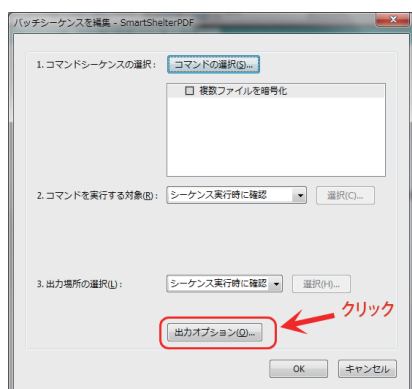 バッチシーケンスを編集 - SmartShelterPDF
1. コマンドシーケンスの選択: コマンドの選択(S)...
複数ファイルを暗号化
2. コマンドを実行する対象(R): シーケンス実行時に確認 選択(C)...
3. 出力場所の選択(L): シーケンス実行時に確認 選択(H)...
クリック
出力オプション(O)...
OK キャンセル